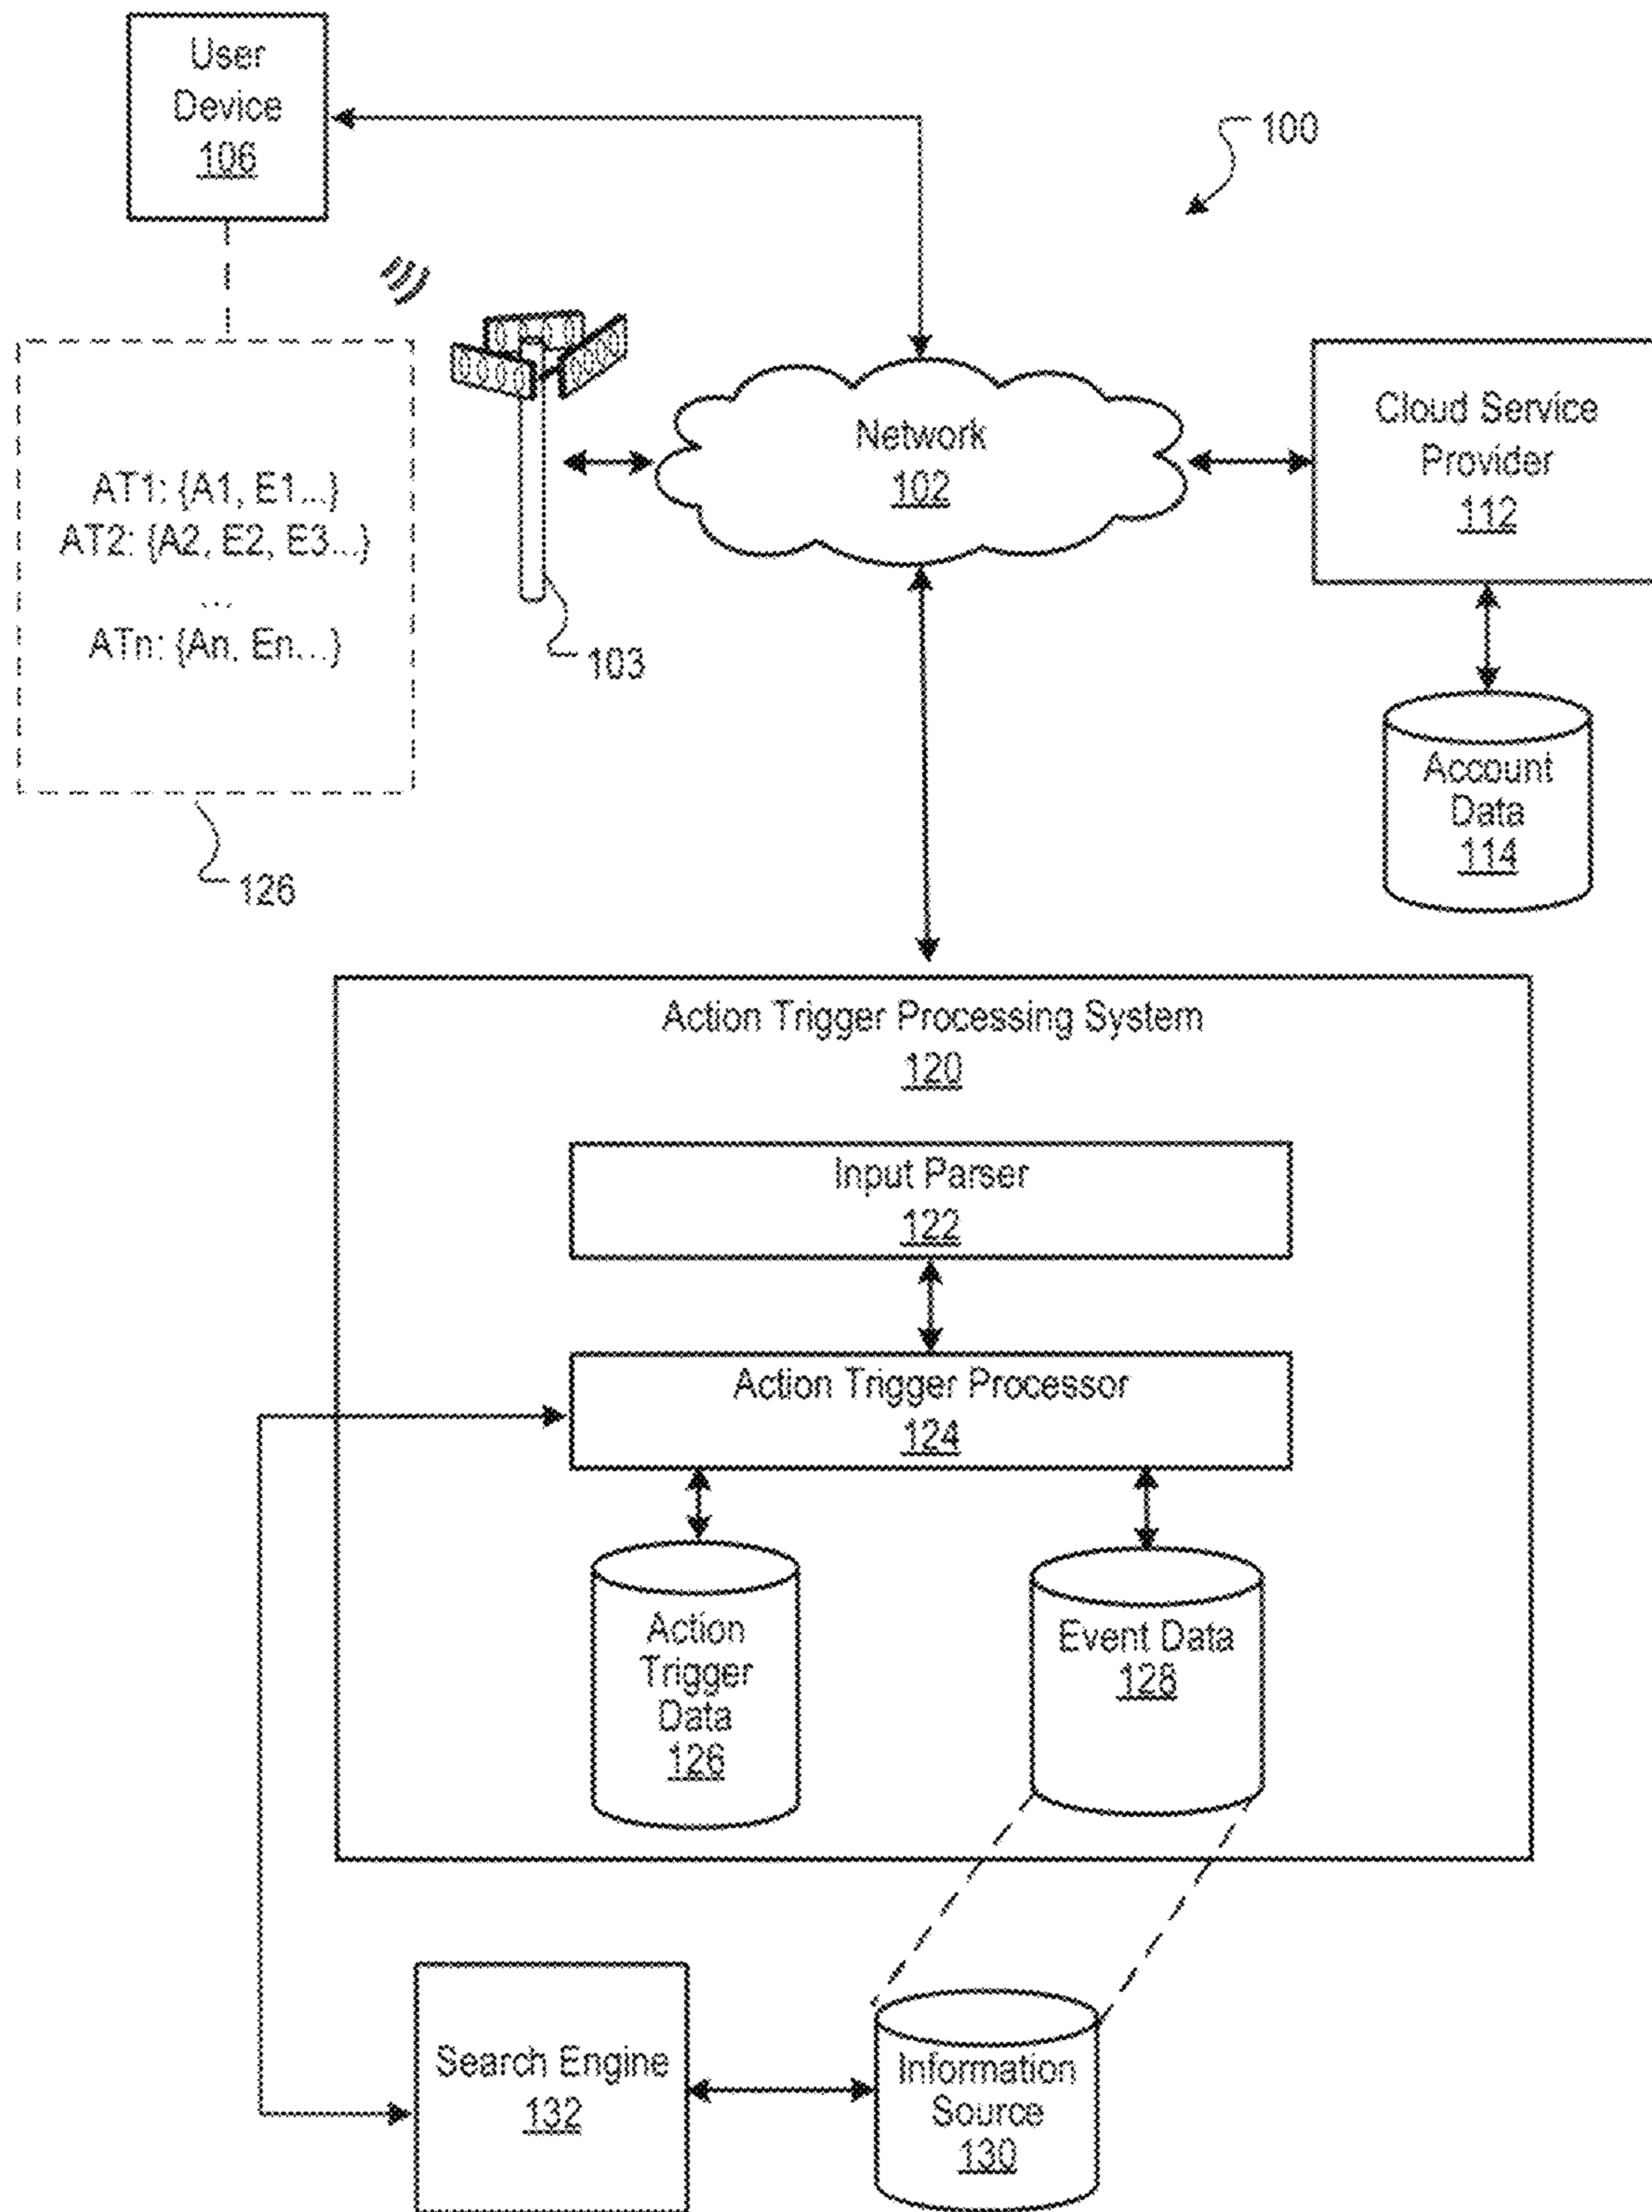 User
Device
106
100
Network
102
Cloud Service
Provider
112
AT1: {A1, E1...}
AT2: {A2, E2, E3...}
...
ATn: {An, En...}
103
126
Account
Data
114
Action Trigger Processing System
120
Input Parser
122
Action Trigger Processor
124
Action
Trigger
Data
126
Event Data
128
Search Engine
132
Information
Source
130